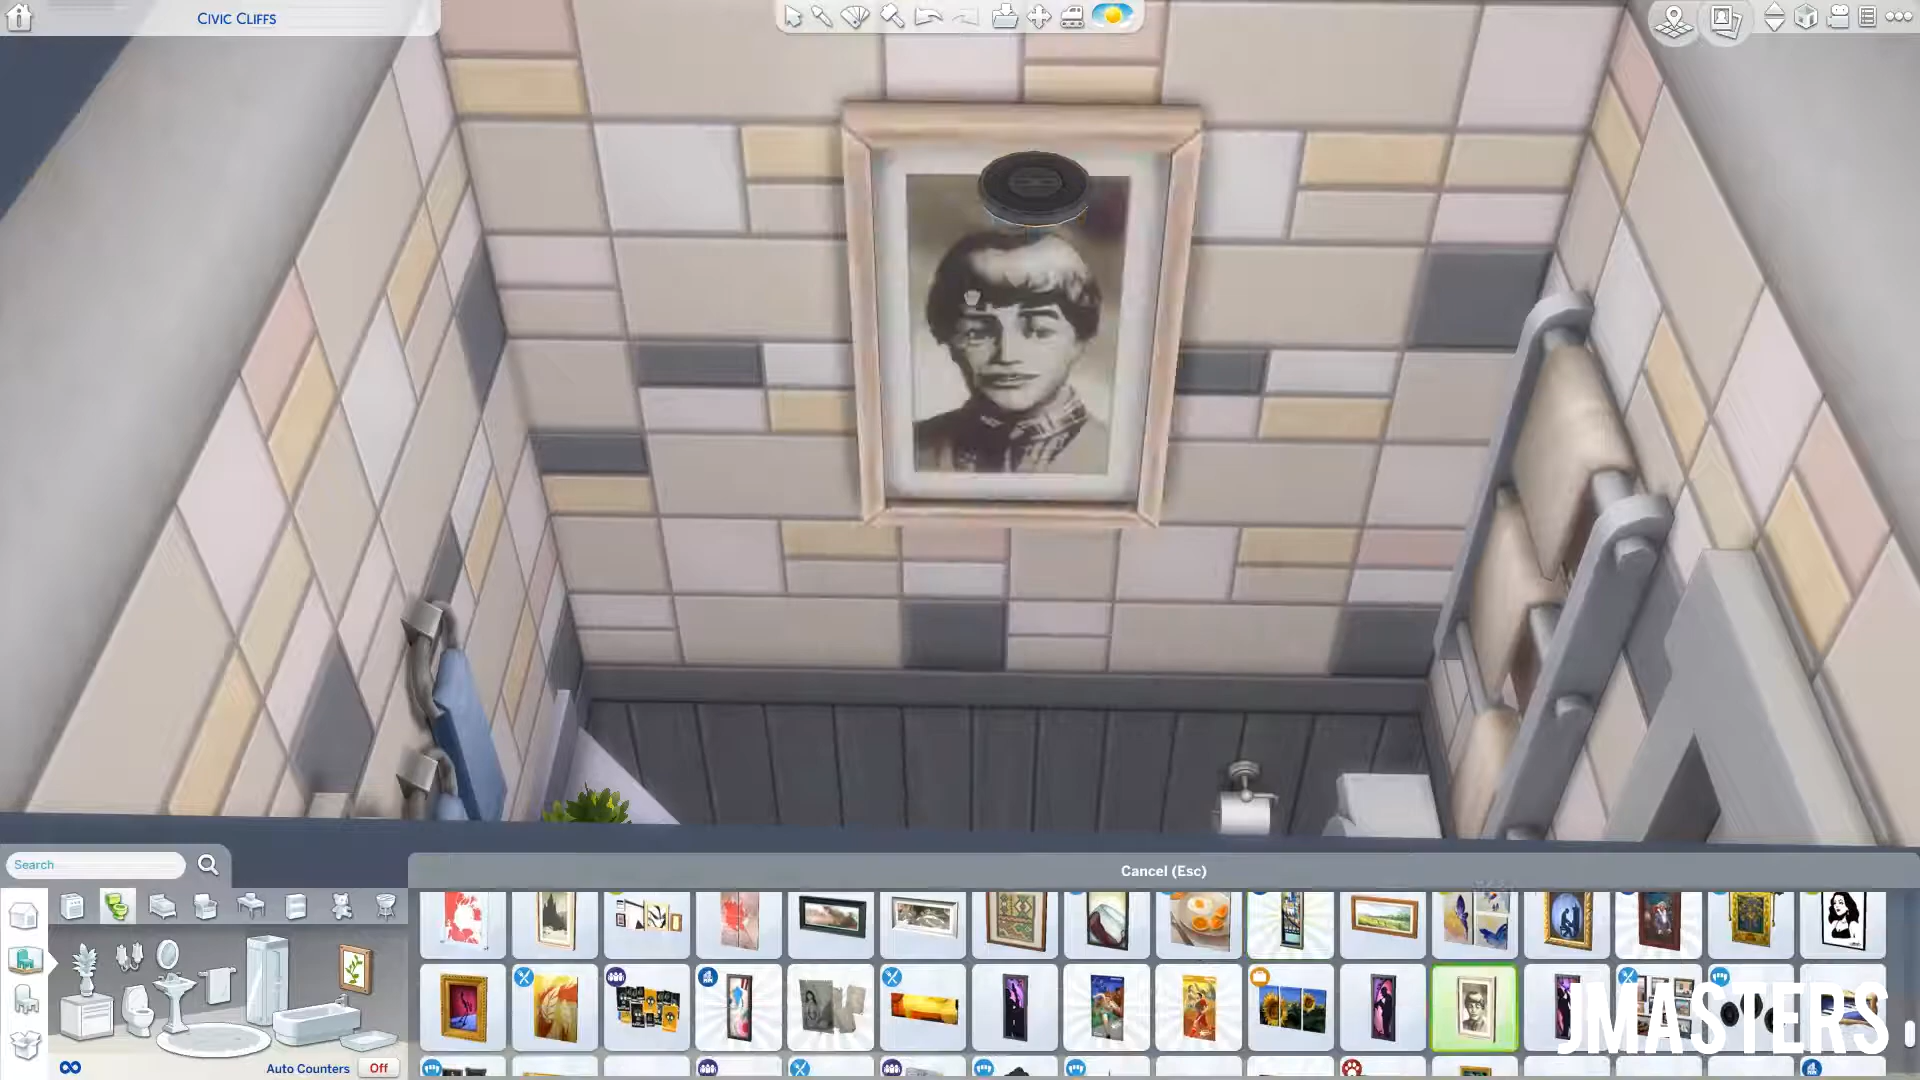 CIVIC CLIFFS
Search
Cancel (Esc)
Auto Counters
Off
JMASTERS